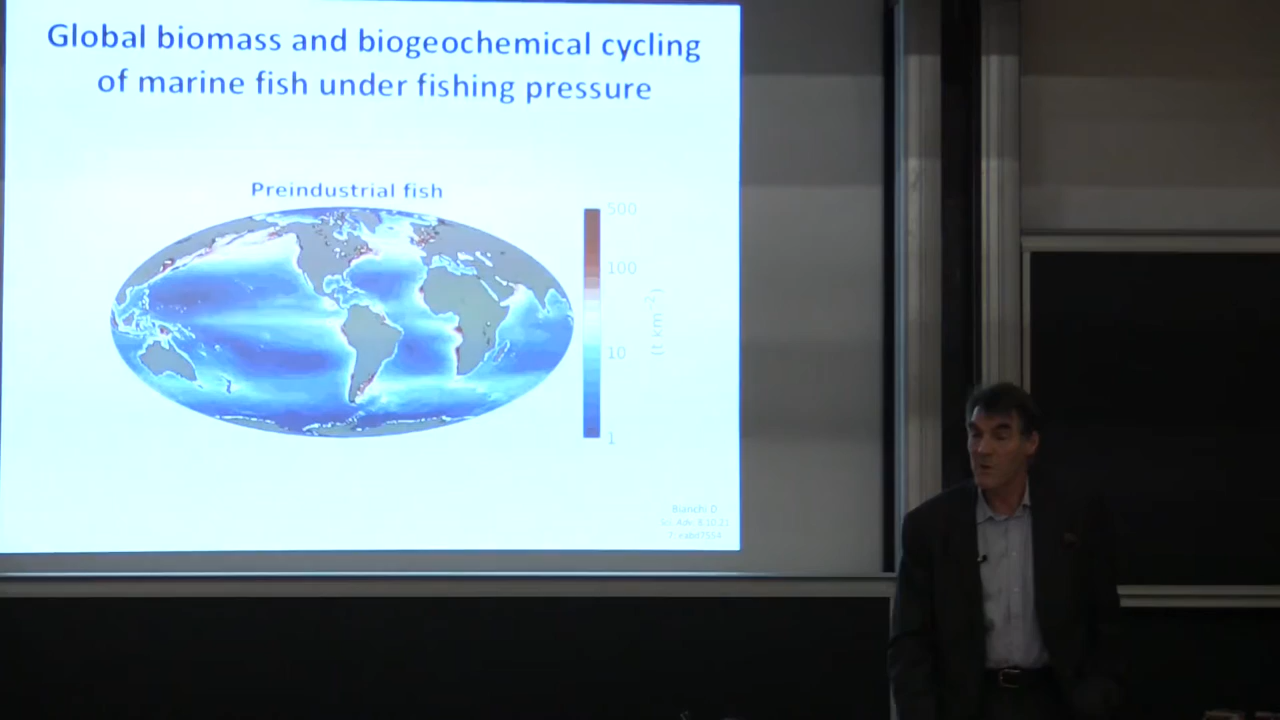 Global biomass and biogeochemical cycling
of marine fish under fishing pressure
Preindustrial fish
500
100
10
1
(t km⁻²)
Bianchi D